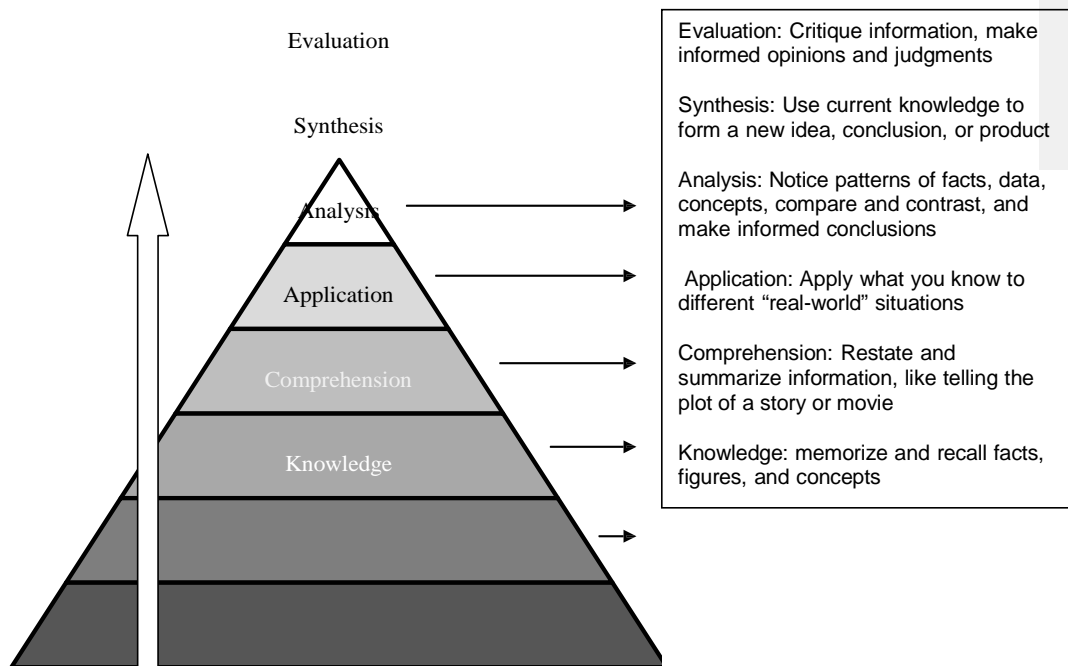 Evaluation
Synthesis
Analysis
Application
Comprehension
Knowledge
Evaluation: Critique information, make
informed opinions and judgments
Synthesis: Use current knowledge to
form a new idea, conclusion, or product
Analysis: Notice patterns of facts, data,
concepts, compare and contrast, and
make informed conclusions
Application: Apply what you know to
different “real-world” situations
Comprehension: Restate and
summarize information, like telling the
plot of a story or movie
Knowledge: memorize and recall facts,
figures, and concepts